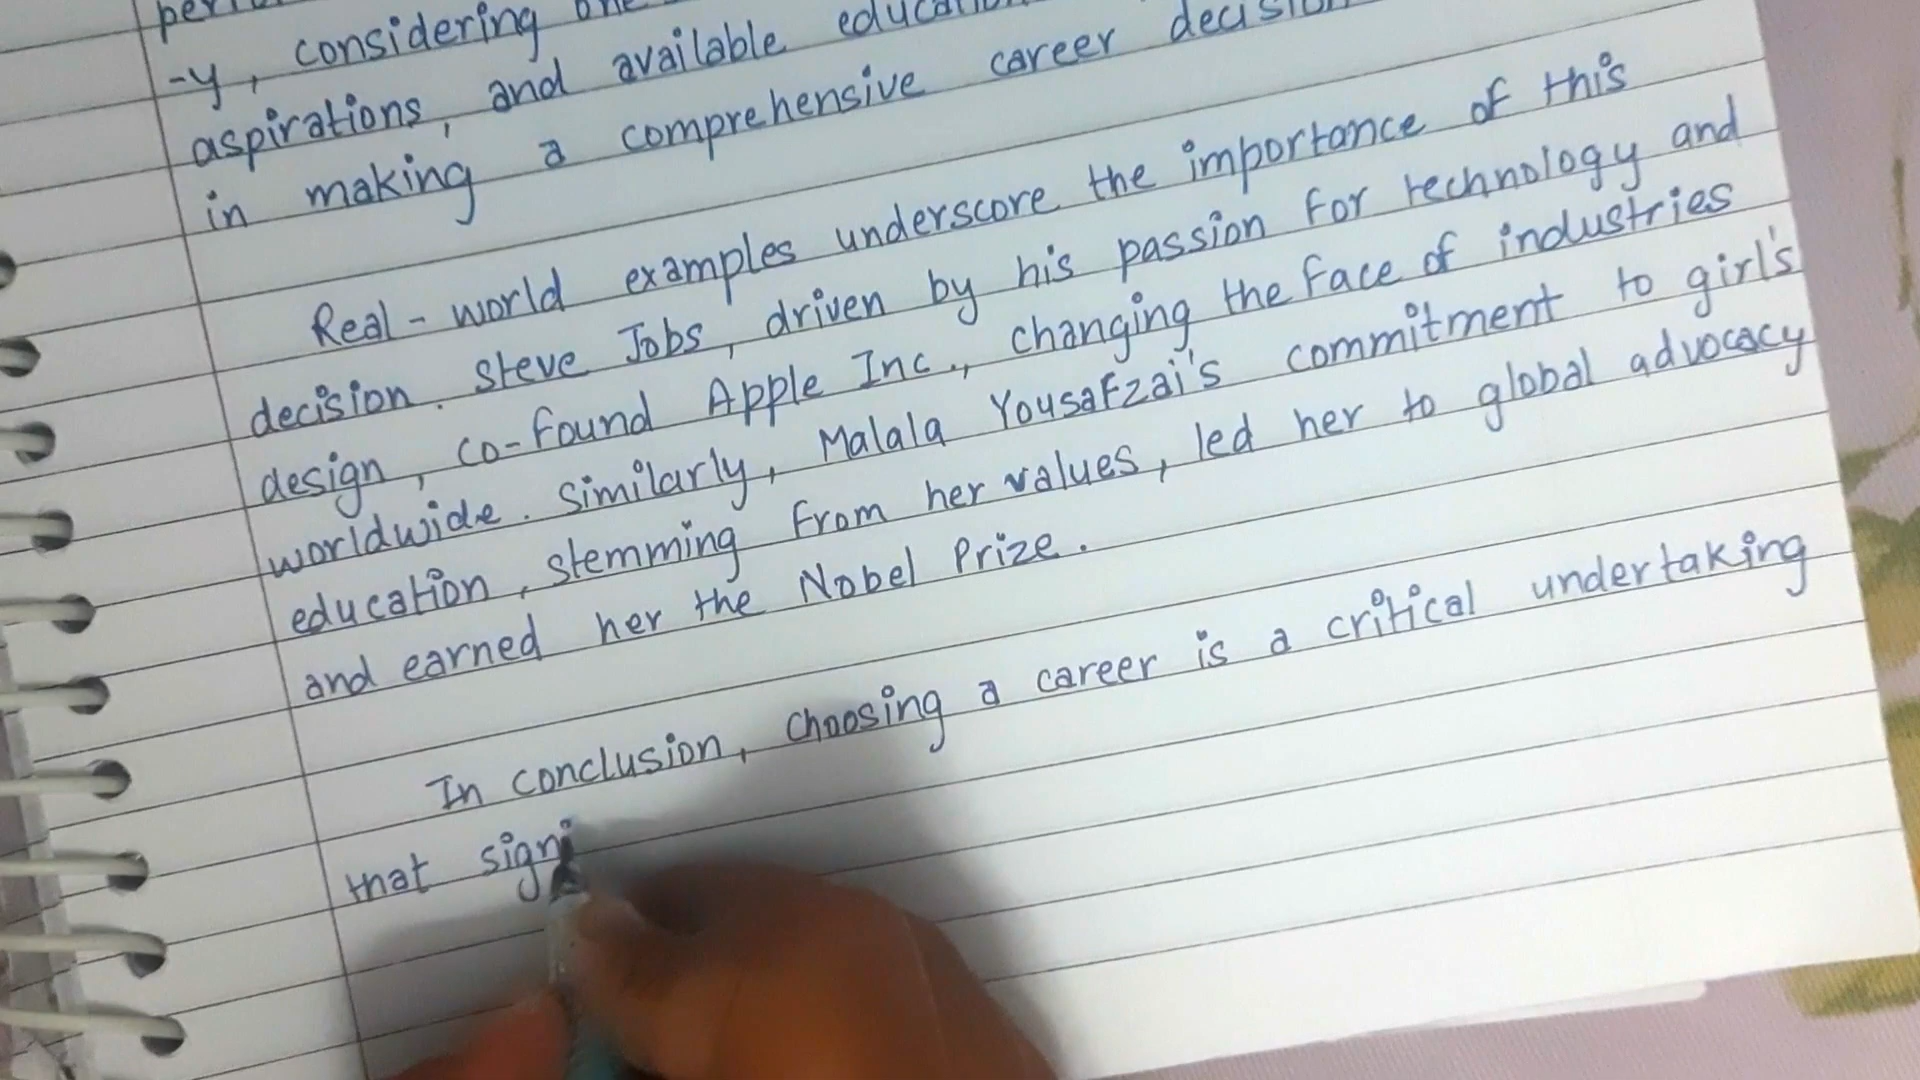 -y, considering
aspirations, and available
in making a comprehensive career
Real-world examples underscore the importance of this
decision. Steve Jobs, driven by his passion for technology and
design, co-found Apple Inc., changing the face of industries
worldwide. Similarly, Malala Yousafzai's commitment to girl's
education, stemming from her values, led her to global advocacy
and earned her the Nobel Prize.
In conclusion, choosing a career is a critical undertaking
that signi